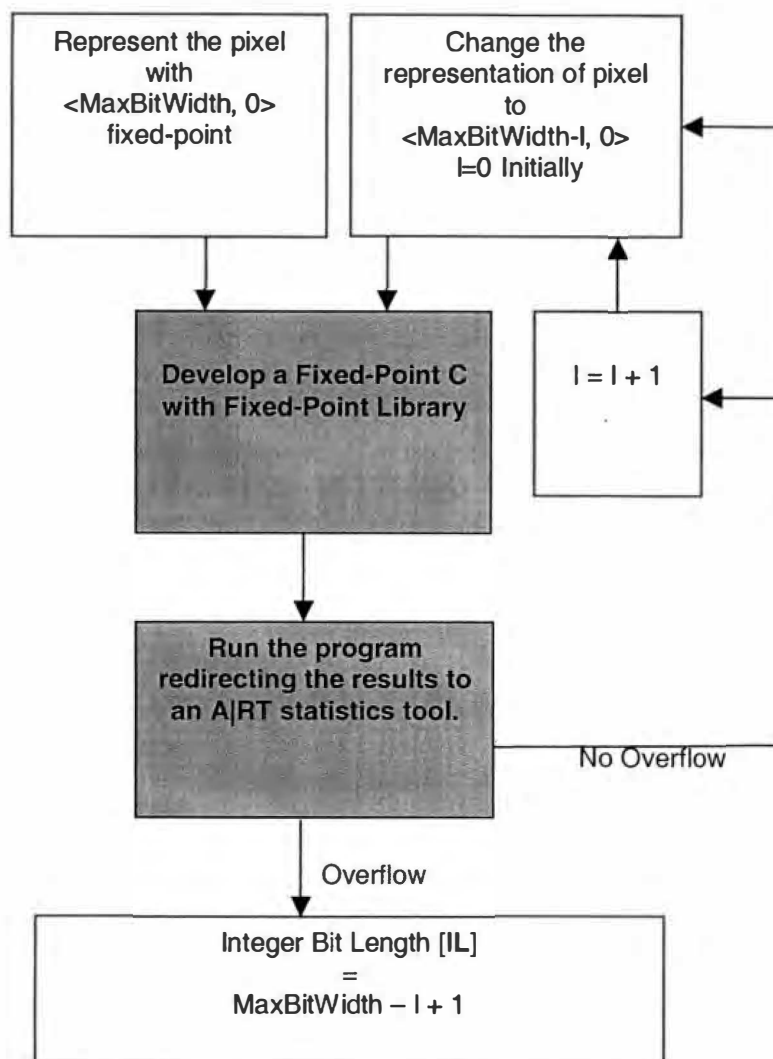 Represent the pixel
with
<MaxBitWidth, 0>
fixed-point
Change the
representation of pixel
to
<MaxBitWidth-I, 0>
I=0 Initially
Develop a Fixed-Point C
with Fixed-Point Library
I = I + 1
Run the program
redirecting the results to
an A|RT statistics tool.
No Overflow
Overflow
Integer Bit Length [IL]
=
MaxBitWidth – I + 1